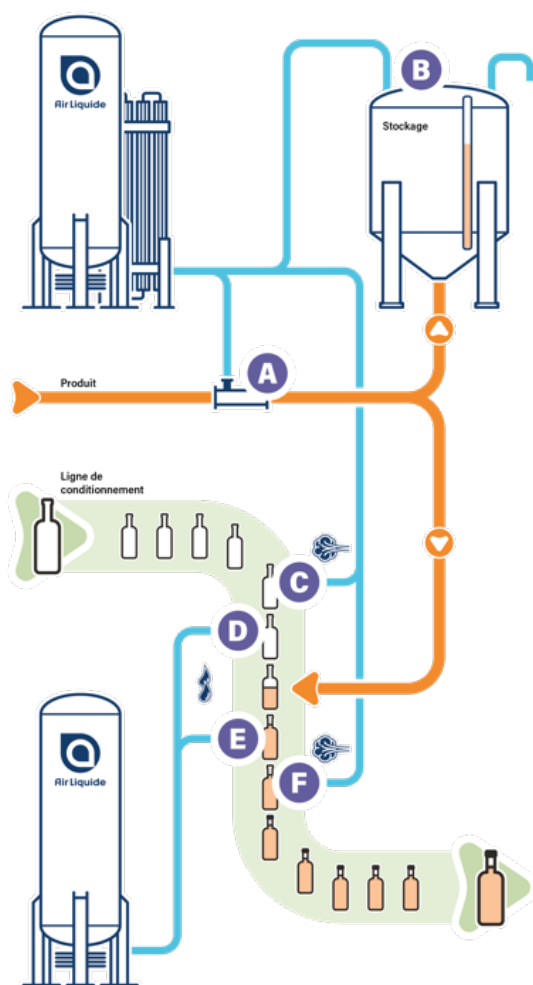 Air Liquide
B
Stockage
A
Produit
Ligne de
conditionnement
C
D
E
F
Air Liquide